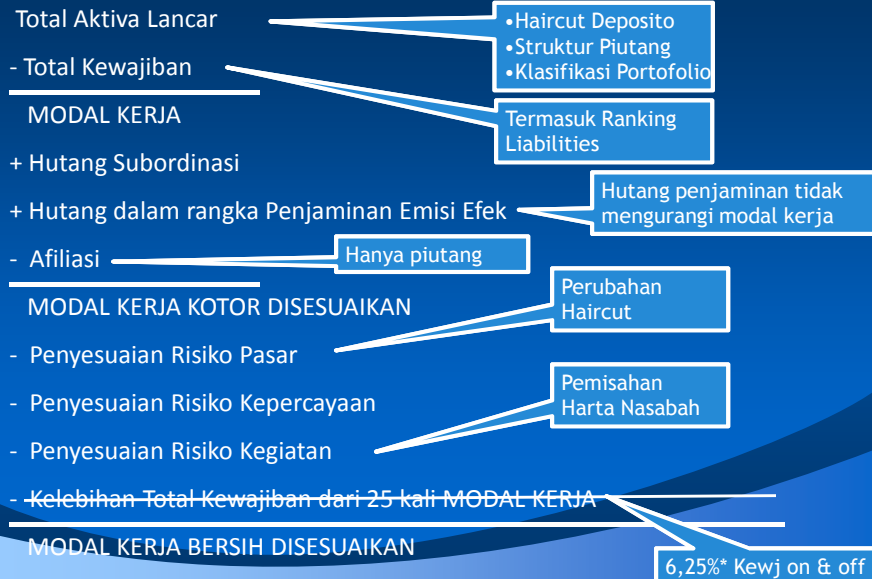 Total Aktiva Lancar
•Haircut Deposito
•Struktur Piutang
•Klasifikasi Portofolio
- Total Kewajiban
MODAL KERJA
Termasuk Ranking
Liabilities
+ Hutang Subordinasi
+ Hutang dalam rangka Penjaminan Emisi Efek
Hutang penjaminan tidak
mengurangi modal kerja
- Afiliasi
Hanya piutang
MODAL KERJA KOTOR DISESUAIKAN
Perubahan
Haircut
- Penyesuaian Risiko Pasar
- Penyesuaian Risiko Kepercayaan
Pemisahan
Harta Nasabah
- Penyesuaian Risiko Kegiatan
- Kelebihan Total Kewajiban dari 25 kali MODAL KERJA
MODAL KERJA BERSIH DISESUAIKAN
6,25%* Kewj on & off